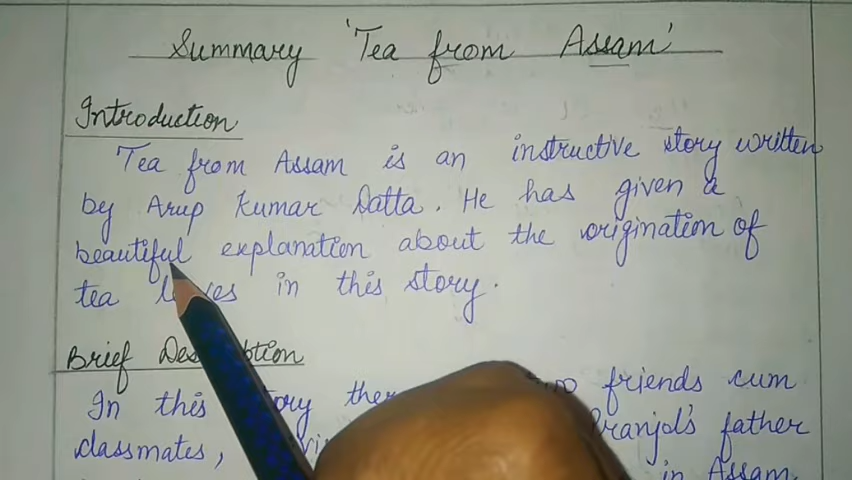 Summary 'Tea from Assam'
Introduction
Tea from Assam is an instructive story written
by Arup Kumar Datta. He has given a
beautiful explanation about the origination of
tea in this story.
Brief
In this friends cum
classmates, Pranjol's father
in Assam